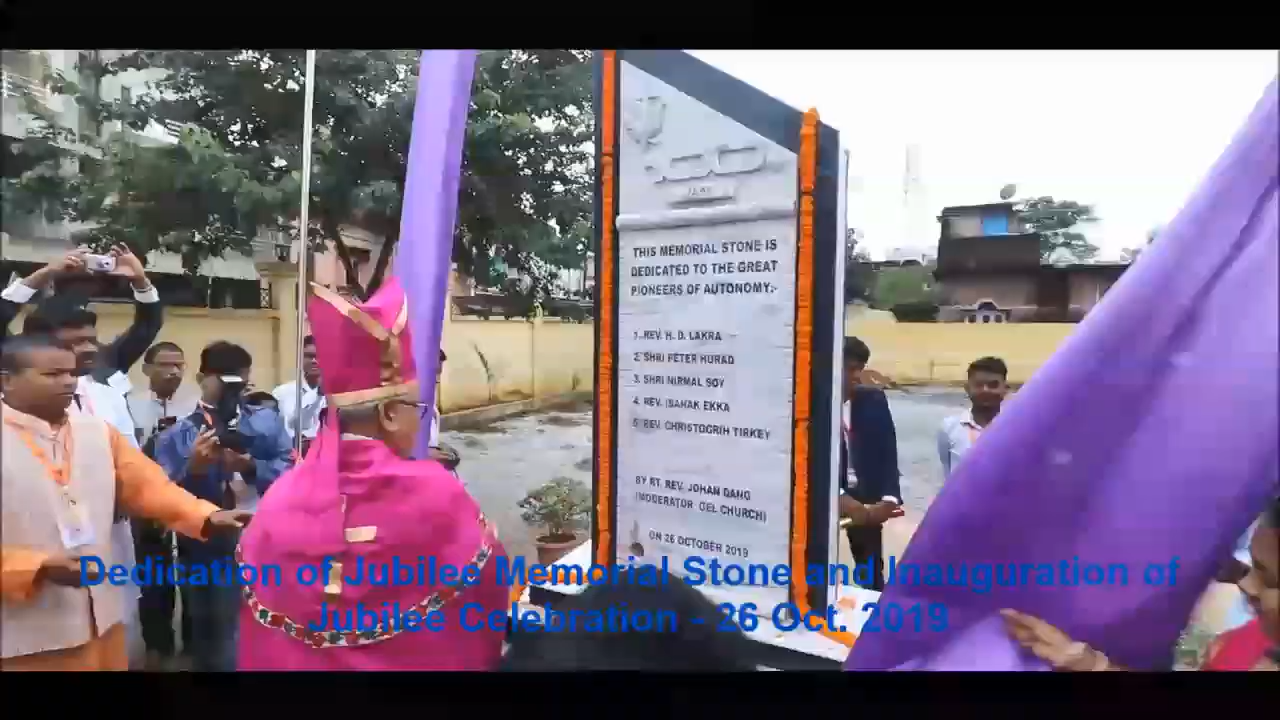 100
THIS MEMORIAL STONE IS
DEDICATED TO THE GREAT
PIONEERS OF AUTONOMY:-
1. REV. H. D. LAKRA
2. SHRI PETER HURAD
3. SHRI NIRMAL SOY
4. REV. ISAHAK EKKA
5. REV. CHRISTOGRIH TIRKEY
BY RT. REV. JOHAN DANG
(MODERATOR GEL CHURCH)
ON 26 OCTOBER 2019
Dedication of Jubilee Memorial Stone and Inauguration of
Jubilee Celebration - 26 Oct. 2019